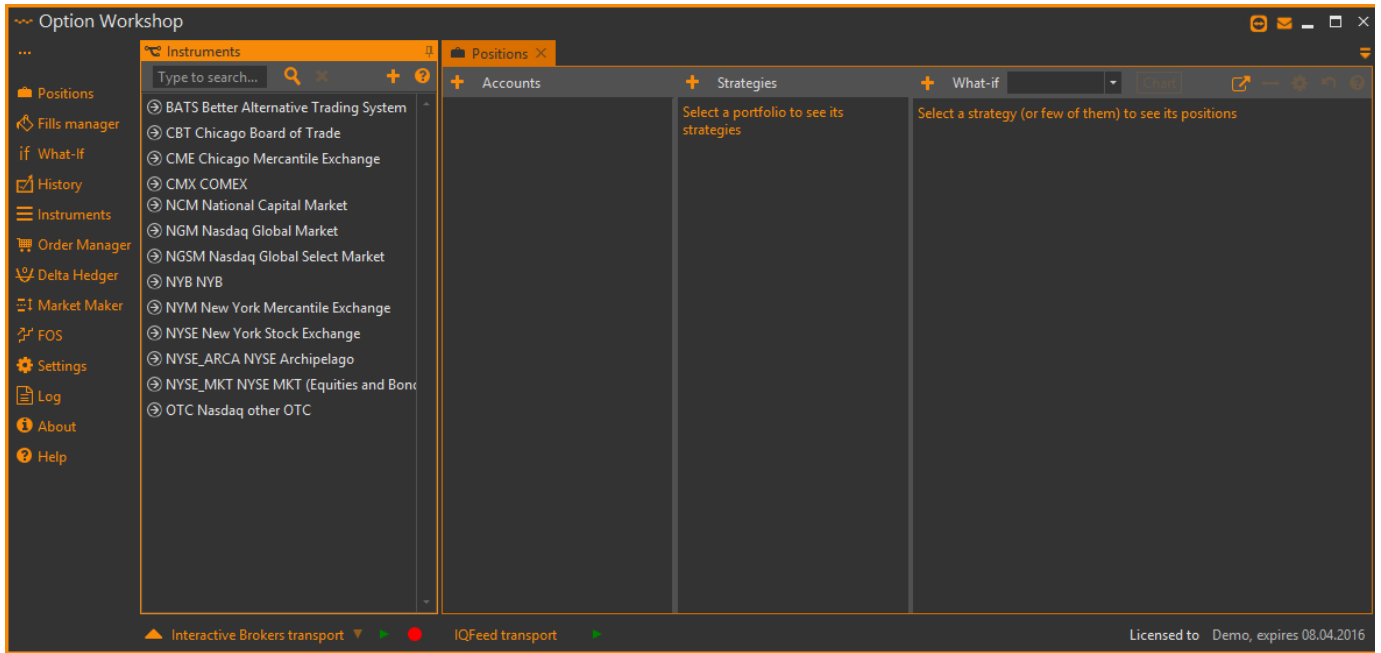 Option Workshop
...
Positions
Fills manager
if What-If
History
Instruments
Order Manager
Delta Hedger
Market Maker
FOS
Settings
Log
About
Help
Instruments
Type to search...
BATS Better Alternative Trading System
CBT Chicago Board of Trade
CME Chicago Mercantile Exchange
CMX COMEX
NCM National Capital Market
NGM Nasdaq Global Market
NGSM Nasdaq Global Select Market
NYB NYB
NYM New York Mercantile Exchange
NYSE New York Stock Exchange
NYSE_ARCA NYSE Archipelago
NYSE_MKT NYSE MKT (Equities and Bond
OTC Nasdaq other OTC
Positions
Accounts
Strategies
Select a portfolio to see its
strategies
What-if
Chart
Select a strategy (or few of them) to see its positions
Interactive Brokers transport
IQFeed transport
Licensed to Demo, expires 08.04.2016